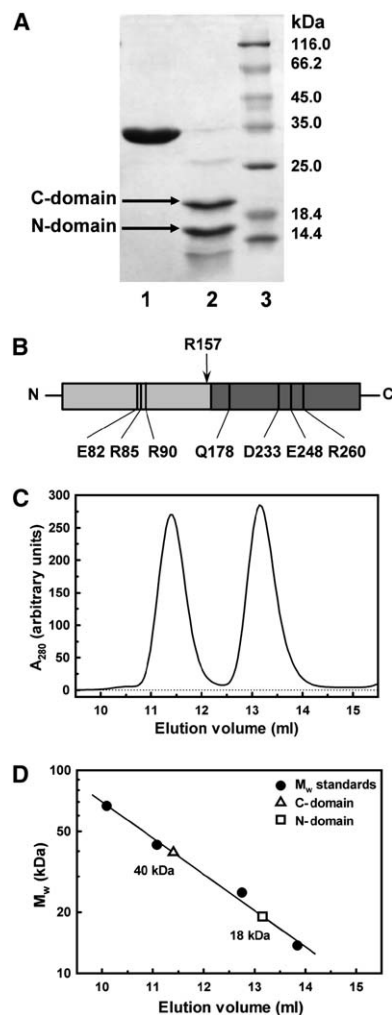 A
kDa
116.0
66.2
45.0
35.0
25.0
18.4
14.4
C-domain
N-domain
1 2 3
B
R157
N C
E82 R85 R90 Q178 D233 E248 R260
C
A280 (arbitrary units)
300
250
200
150
100
50
0
10 11 12 13 14 15
Elution volume (ml)
D
Mw (kDa)
100
50
20
10
Mw standards
C-domain
N-domain
40 kDa
18 kDa
10 11 12 13 14 15
Elution volume (ml)